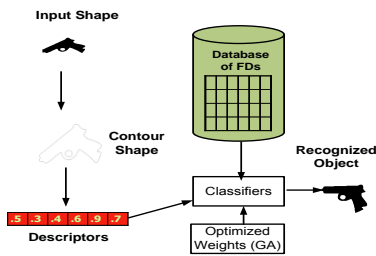 Input Shape
Database
of FDs
Contour
Shape
Recognized
Object
Classifiers
.5 .3 .4 .6 .9 .7
Descriptors
Optimized
Weights (GA)